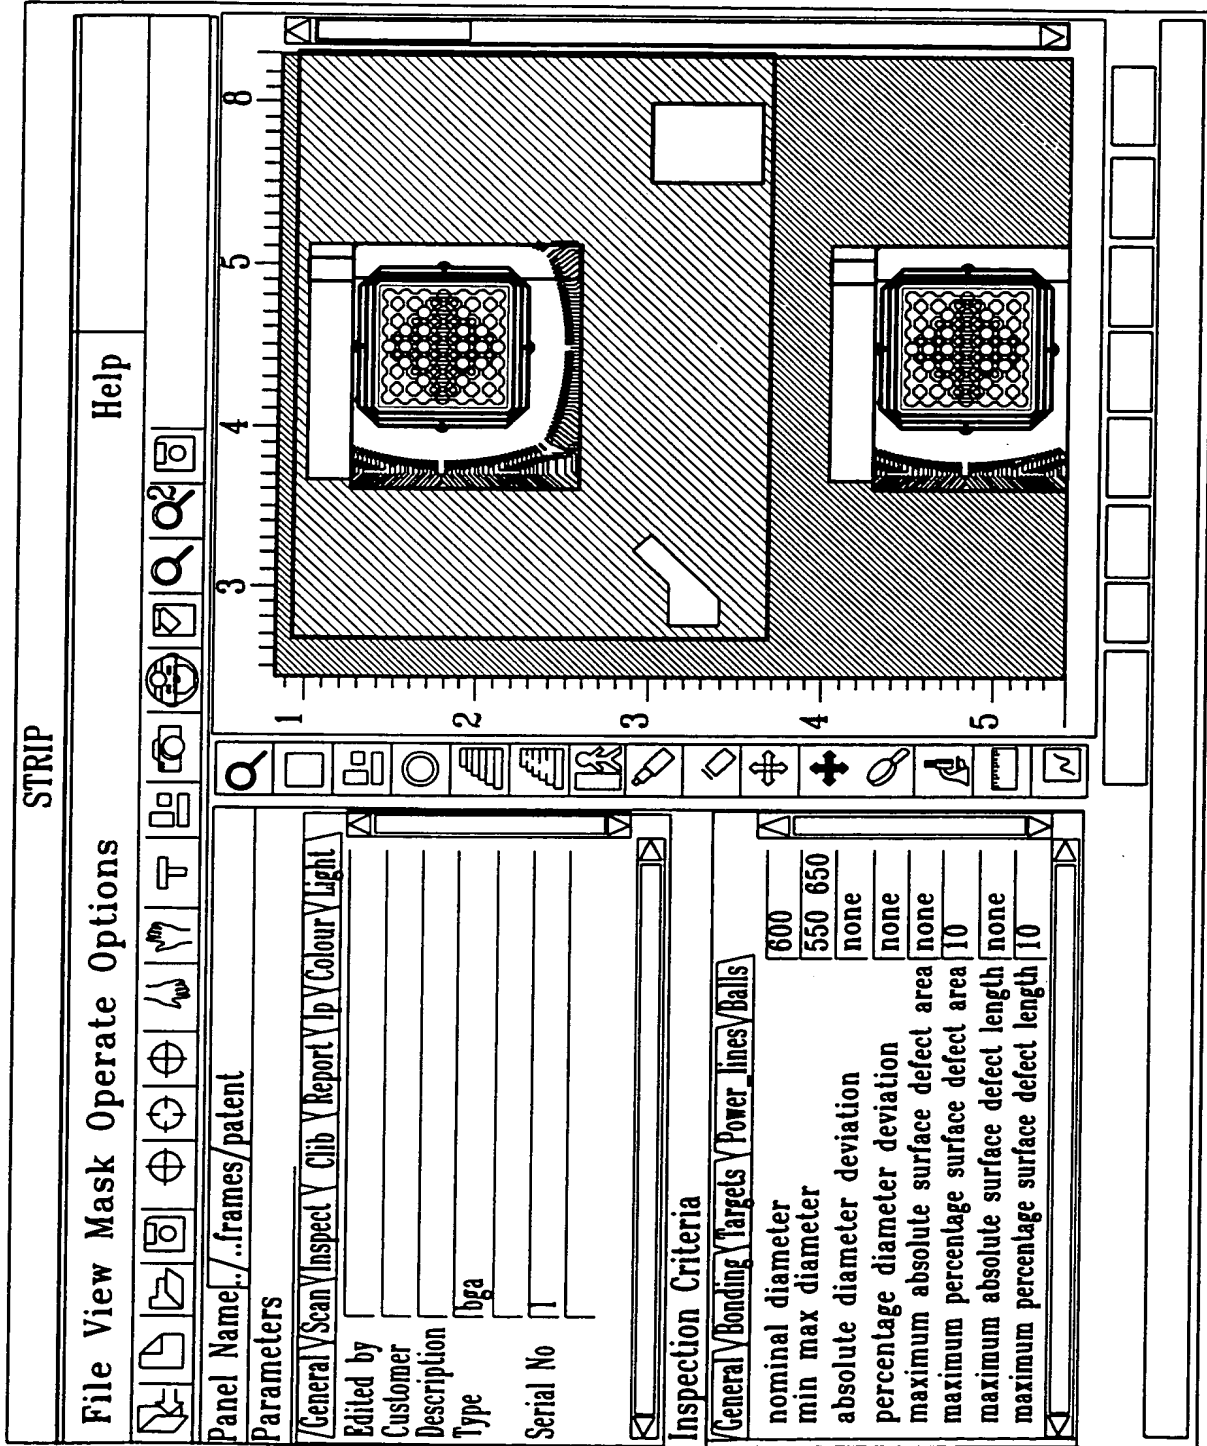 STRIP
File View Mask Operate Options Help
2
Panel Name ../..frames/patent
Parameters
General Scan Inspect Clib Report Ip Colour Light
Edited by
Customer
Description
Type bga
Serial No 1
Inspection Criteria
General Bonding Targets Power_lines Balls
nominal diameter 600
min max diameter 550 650
absolute diameter deviation none
percentage diameter deviation none
maximum absolute surface defect area none
maximum percentage surface defect area 10
maximum absolute surface defect length none
maximum percentage surface defect length 10
3 4 5 8
1
2
3
4
5